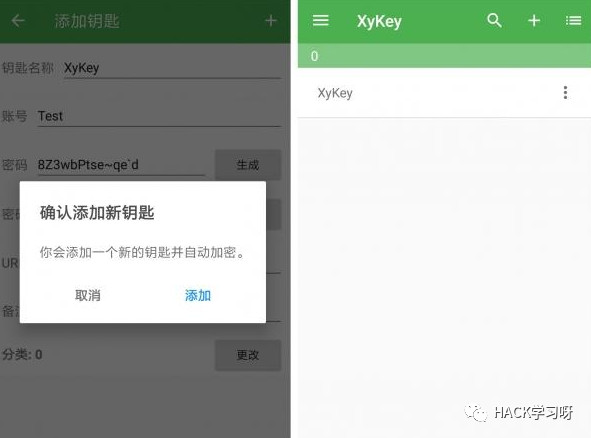 添加钥匙
钥匙名称 XyKey
账号 Test
密码 8Z3wbPtse~qe`d 生成
密
确认添加新钥匙
你会添加一个新的钥匙并自动加密。
UR
取消 添加
备
分类: 0 更改
XyKey
0
XyKey
HACK学习呀